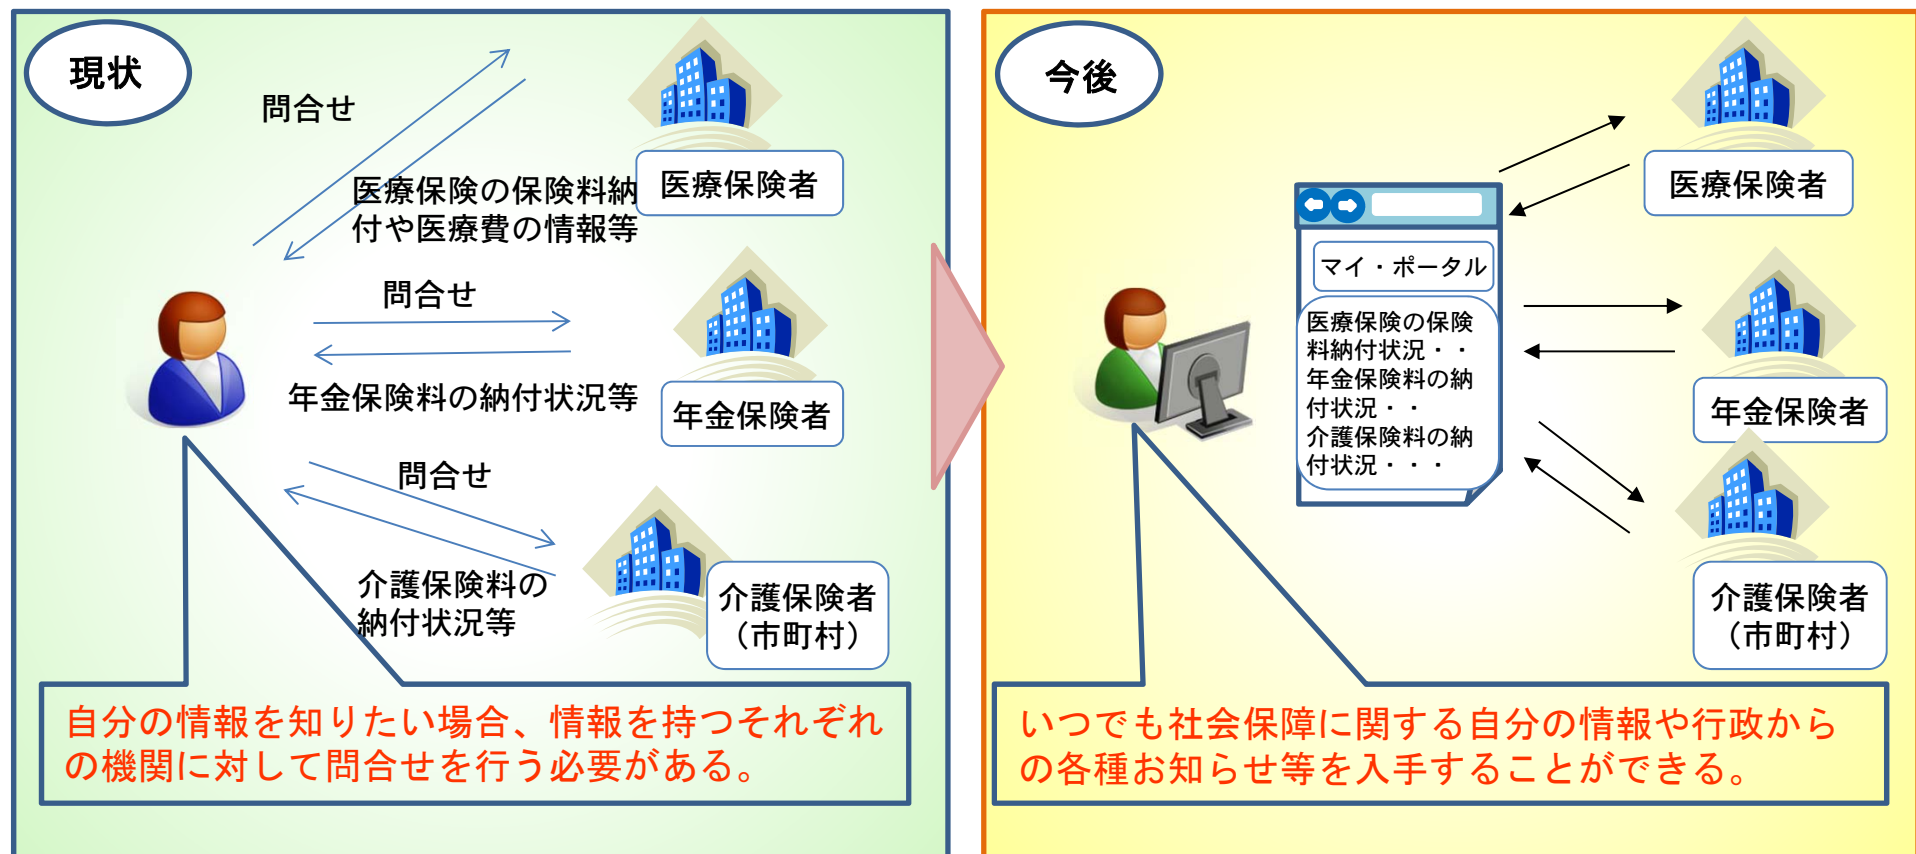 現状
問合せ
医療保険の保険料納
付や医療費の情報等
医療保険者
問合せ
年金保険料の納付状況等
年金保険者
問合せ
介護保険料の
納付状況等
介護保険者
（市町村）
自分の情報を知りたい場合、情報を持つそれぞれ
の機関に対して問合せを行う必要がある。
今後
マイ・ポータル
医療保険の保険
料納付状況・・
年金保険料の納
付状況・・
介護保険料の納
付状況・・・
医療保険者
年金保険者
介護保険者
（市町村）
いつでも社会保障に関する自分の情報や行政から
の各種お知らせ等を入手することができる。